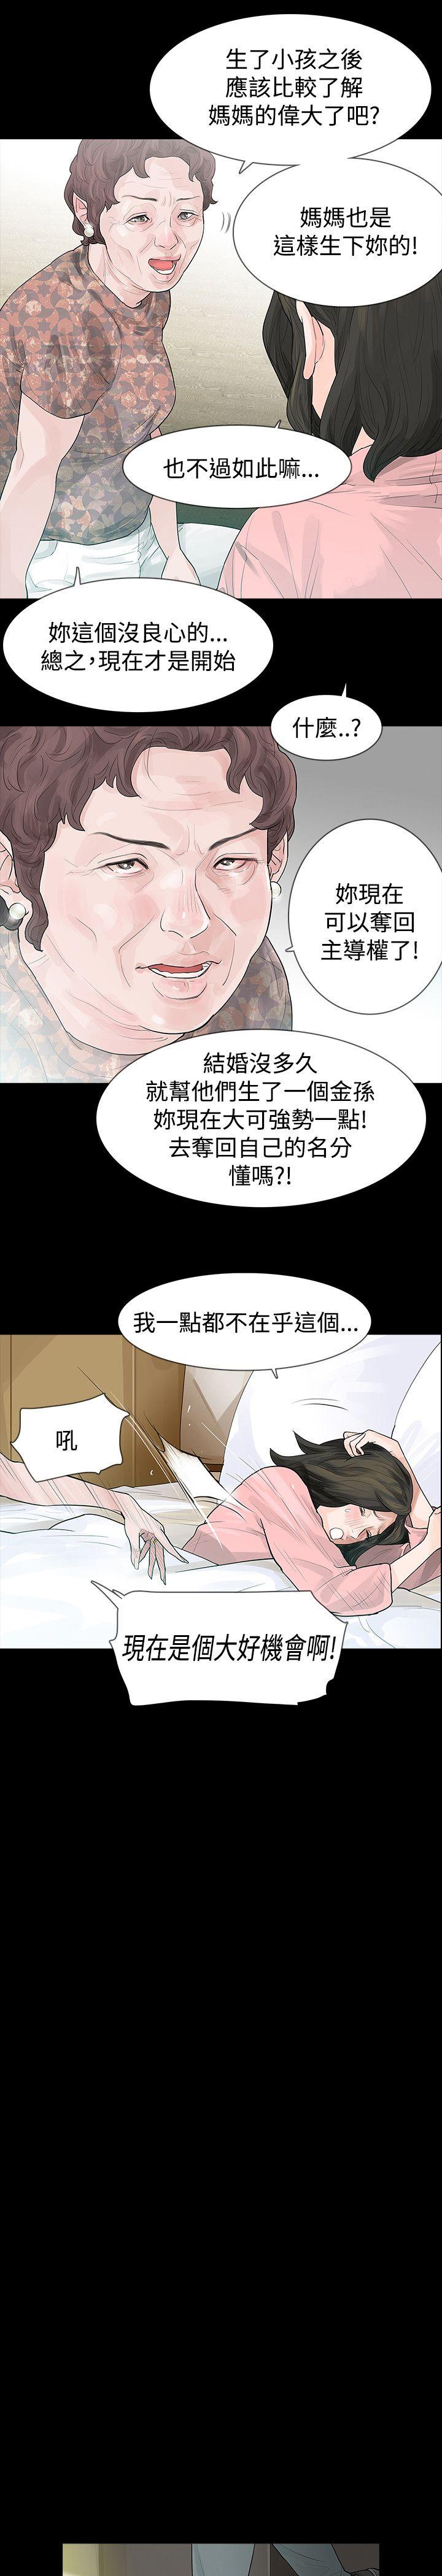 生了小孩之後
應該比較了解
媽媽的偉大了吧?
媽媽也是
這樣生下妳的!
也不過如此嘛...
妳這個沒良心的...
總之,現在才是開始
什麼..?
妳現在
可以奪回
主導權了!
結婚沒多久
就幫他們生了一個金孫
妳現在大可強勢一點!
去奪回自己的名分
懂嗎?!
我一點都不在乎這個...
吼
現在是個大好機會啊!